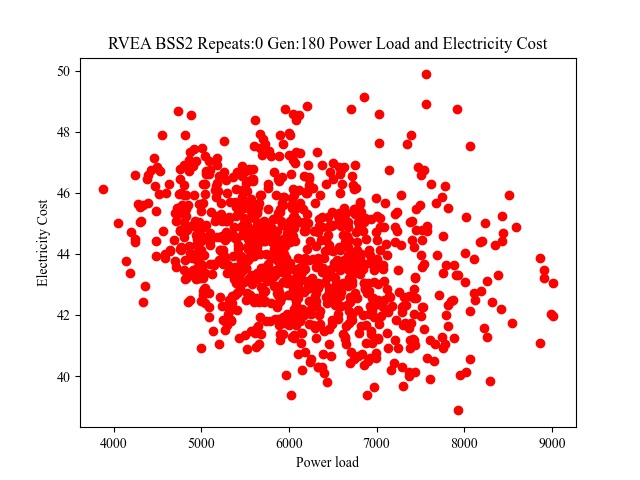 RVEA BSS2 Repeats:0 Gen:180 Power Load and Electricity Cost
50
48
46
44
42
40
Electricity Cost
4000 5000 6000 7000 8000 9000
Power load